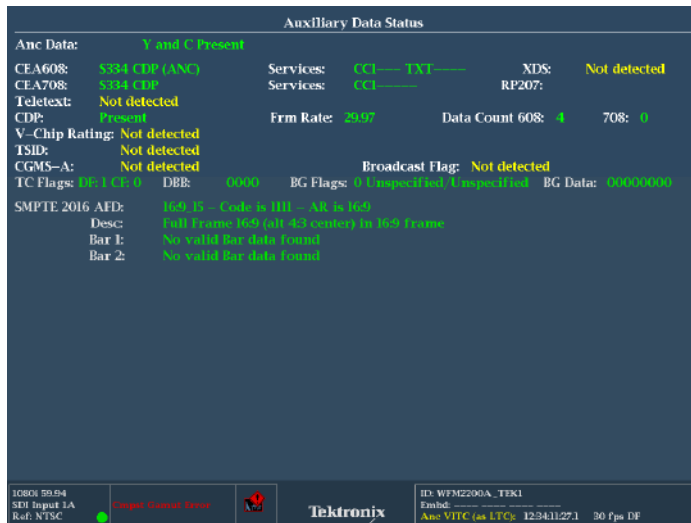 Auxiliary Data Status
Anc Data: Y and C Present
CEA608: S334 CDP (ANC) Services: CC1--- TXT---- XDS: Not detected
CEA708: S334 CDP Services: CC1----- RP207:
Teletext: Not detected
CDP: Present Frm Rate: 29.97 Data Count 608: 4 708: 0
V-Chip Rating: Not detected
TSID: Not detected
CGMS-A: Not detected Broadcast Flag: Not detected
TC Flags: DF: 1 CF: 0 DBB: 0000 BG Flags: 0 Unspecified/Unspecified BG Data: 00000000
SMPTE 2016 AFD: 16:9_15 - Code is 1111 - AR is 16:9
Desc: Full Frame 16:9 (alt 4:3 center) in 16:9 frame
Bar 1: No valid Bar data found
Bar 2: No valid Bar data found
1080i 59.94
SDI Input 1A
Ref: NTSC
Gamut Error
Tektronix
ID: WFM2200A_TEK1
Embd: ---- ---- ---- ----
Anc VITC (as LTC): 12:34:11:27.1 30 fps DF